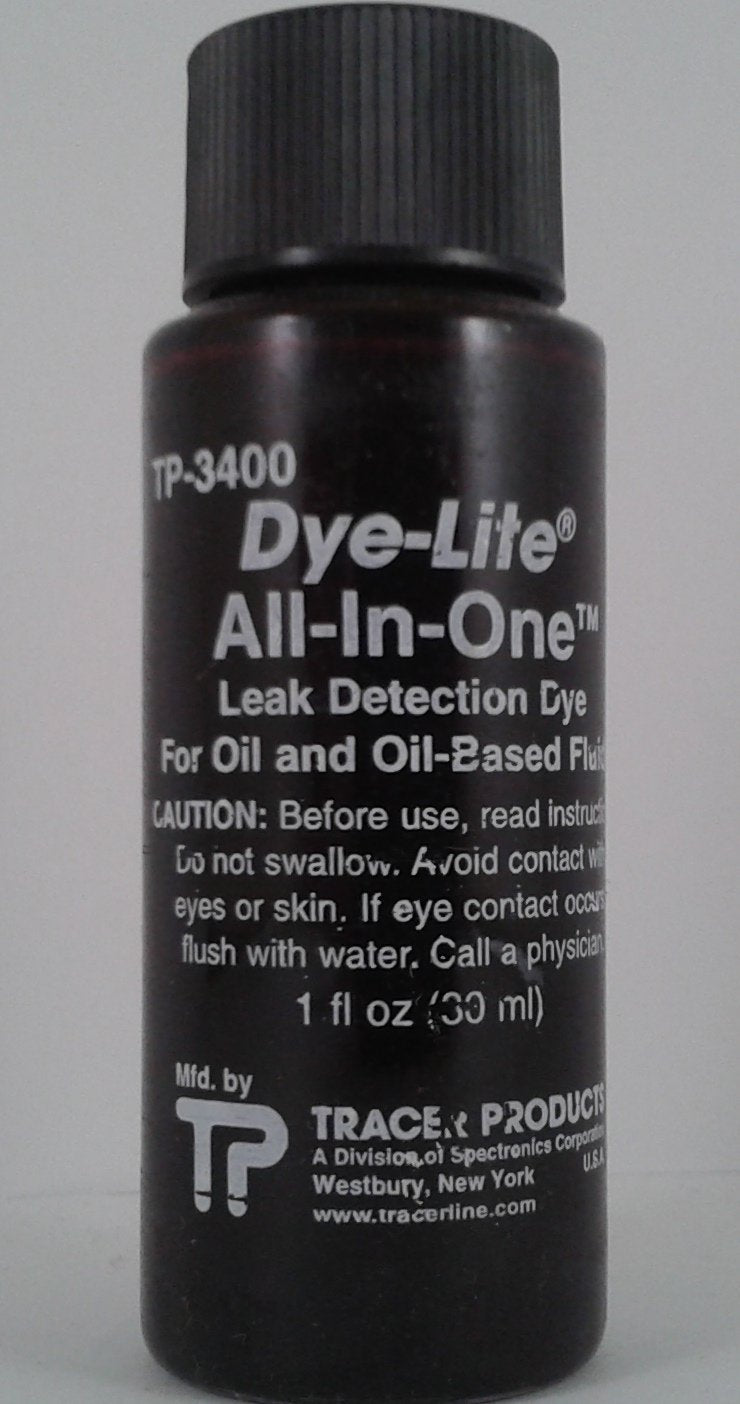 TP-3400
Dye-Lite®
All-In-One™
Leak Detection Dye
For Oil and Oil-Based Flui
CAUTION: Before use, read instructi
Do not swallow. Avoid contact wit
eyes or skin. If eye contact occurs
flush with water. Call a physician.
1 fl oz (30 ml)
Mfd. by
TP
TRACER PRODUCTS
A Division of Spectronics Corporation
U.S.A
Westbury, New York
www.tracerline.com